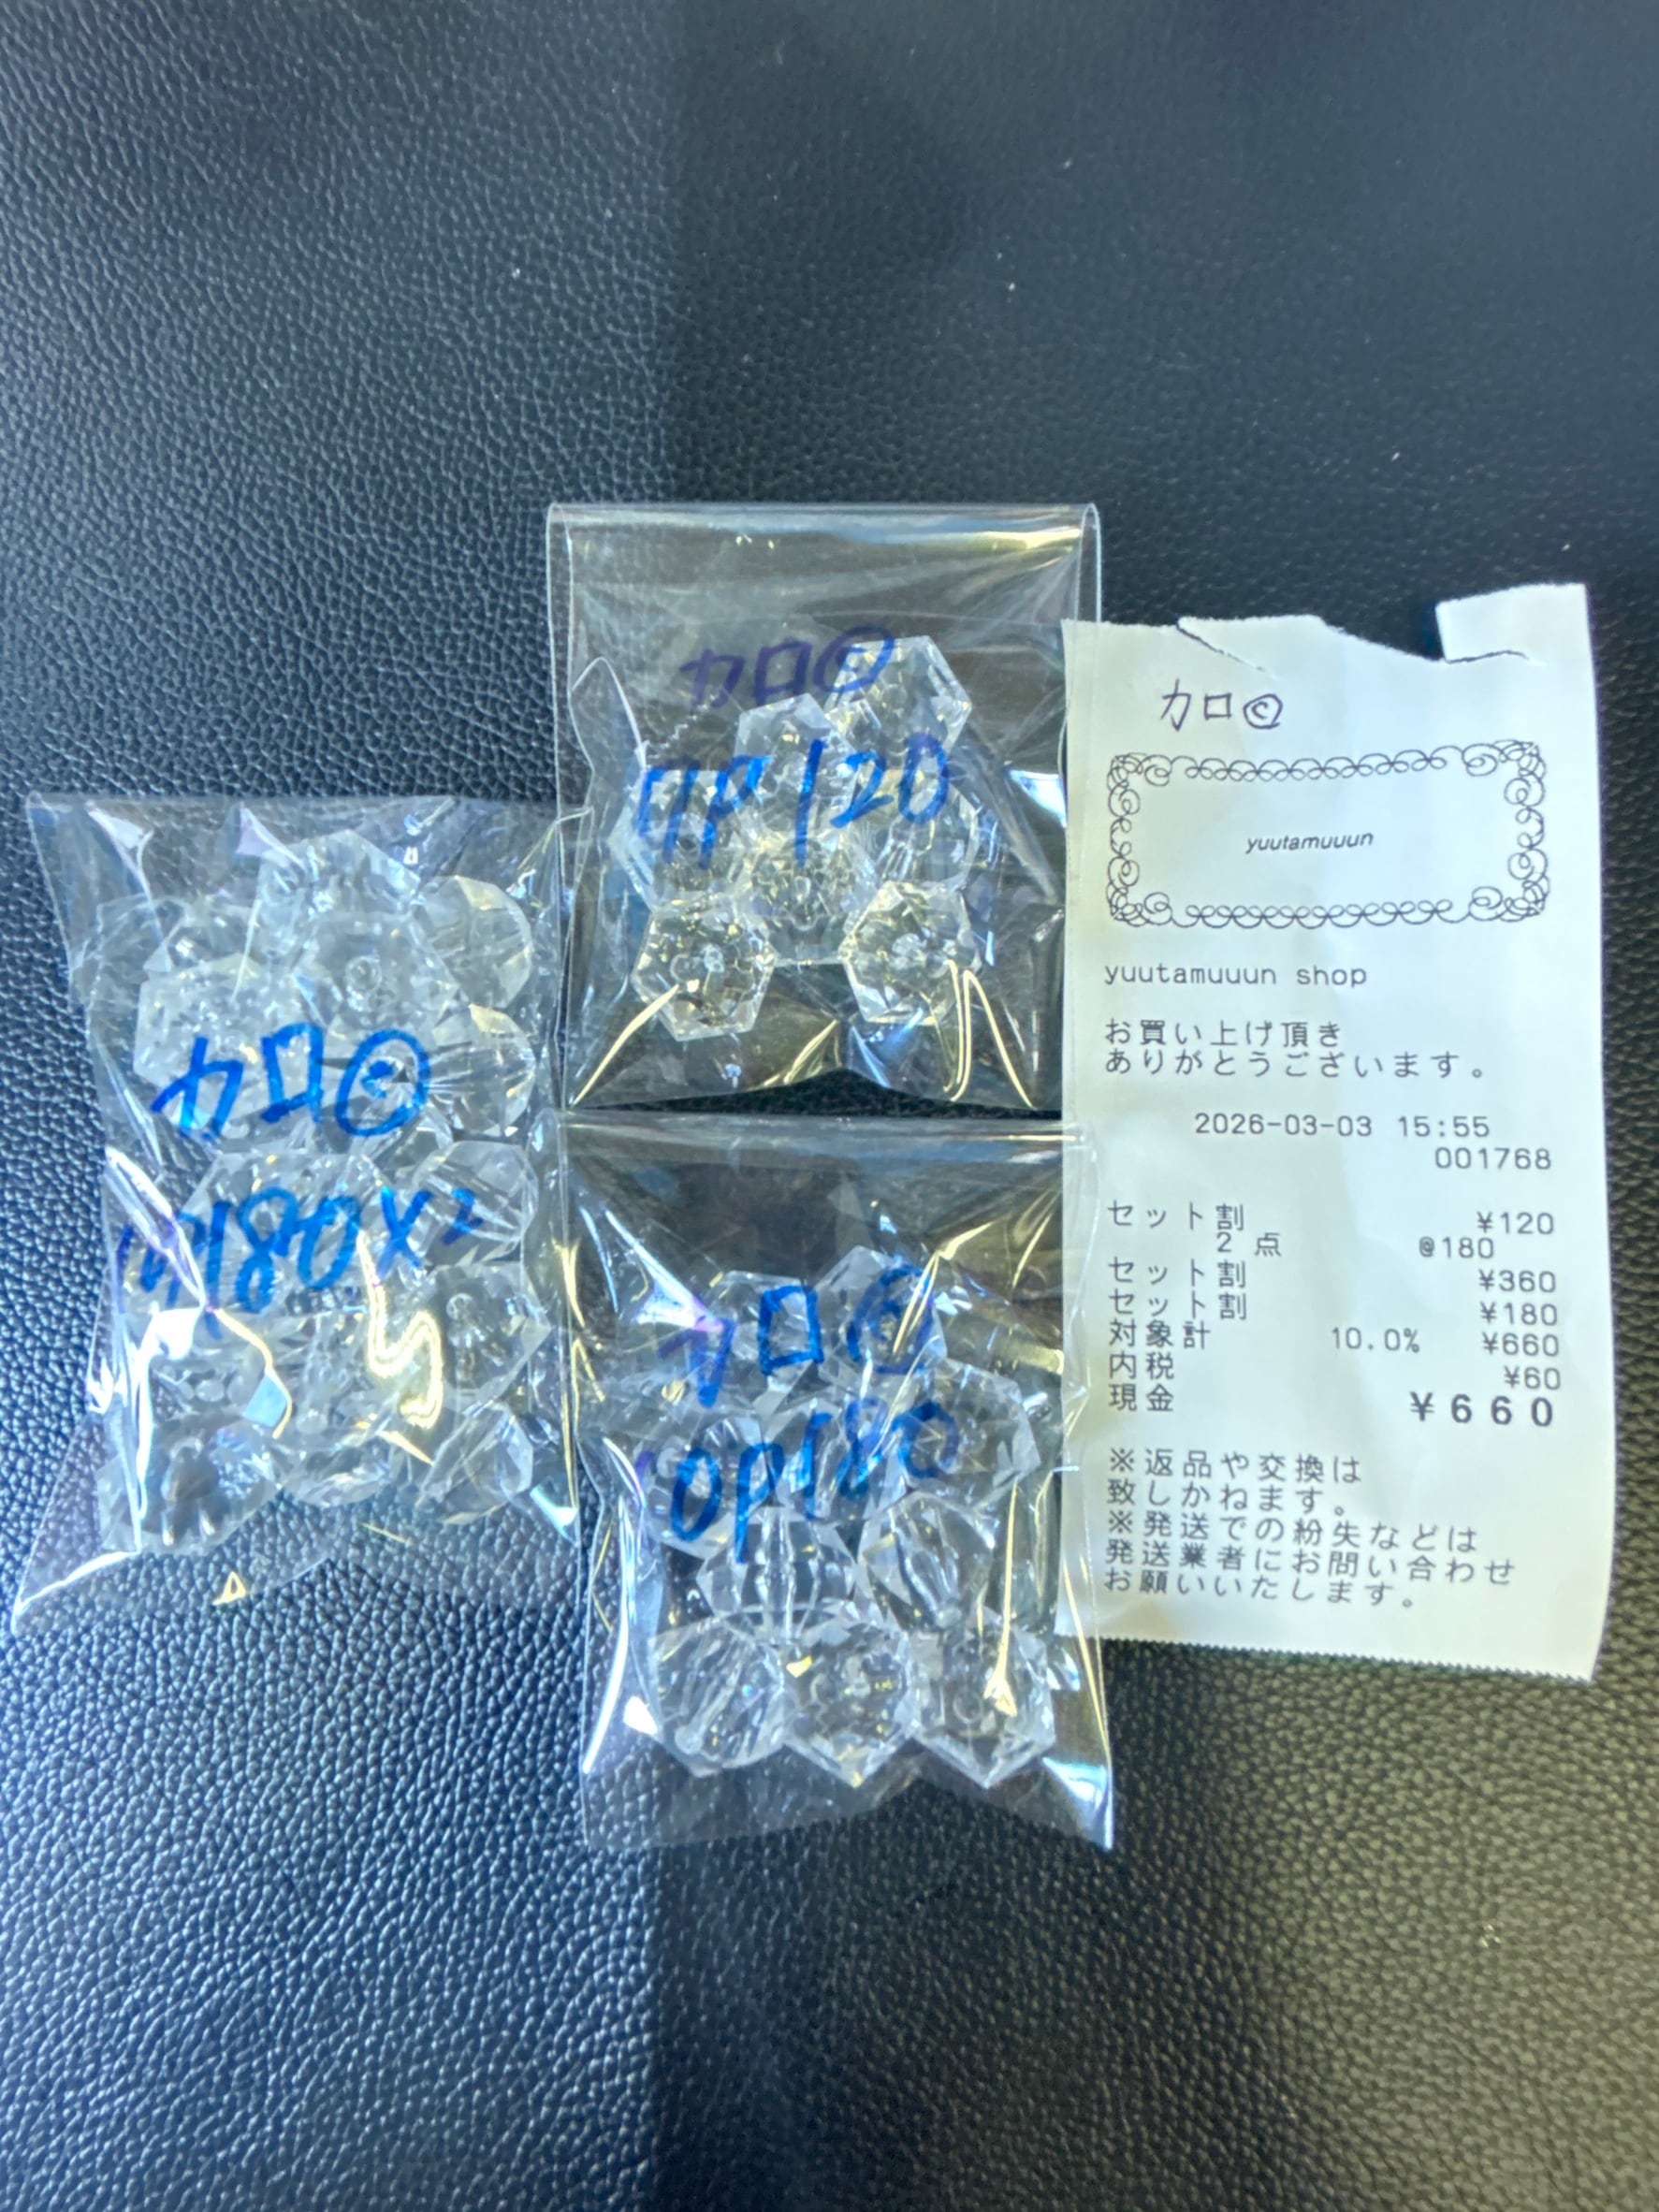 カロ©
7P120
カロ©
180×2
カロ©
0P180
カロ©
yuutamuuun
yuutamuuun shop
お買い上げ頂き
ありがとうございます。
2026-03-03 15:55
001768
セット割 ¥120
2 点 @180
セット割 ¥360
セット割 ¥180
対象計 10.0% ¥660
内税 ¥60
現金 ¥660
※返品や交換は
致しかねます。
※発送での紛失などは
発送業者にお問い合わせ
お願いいたします。